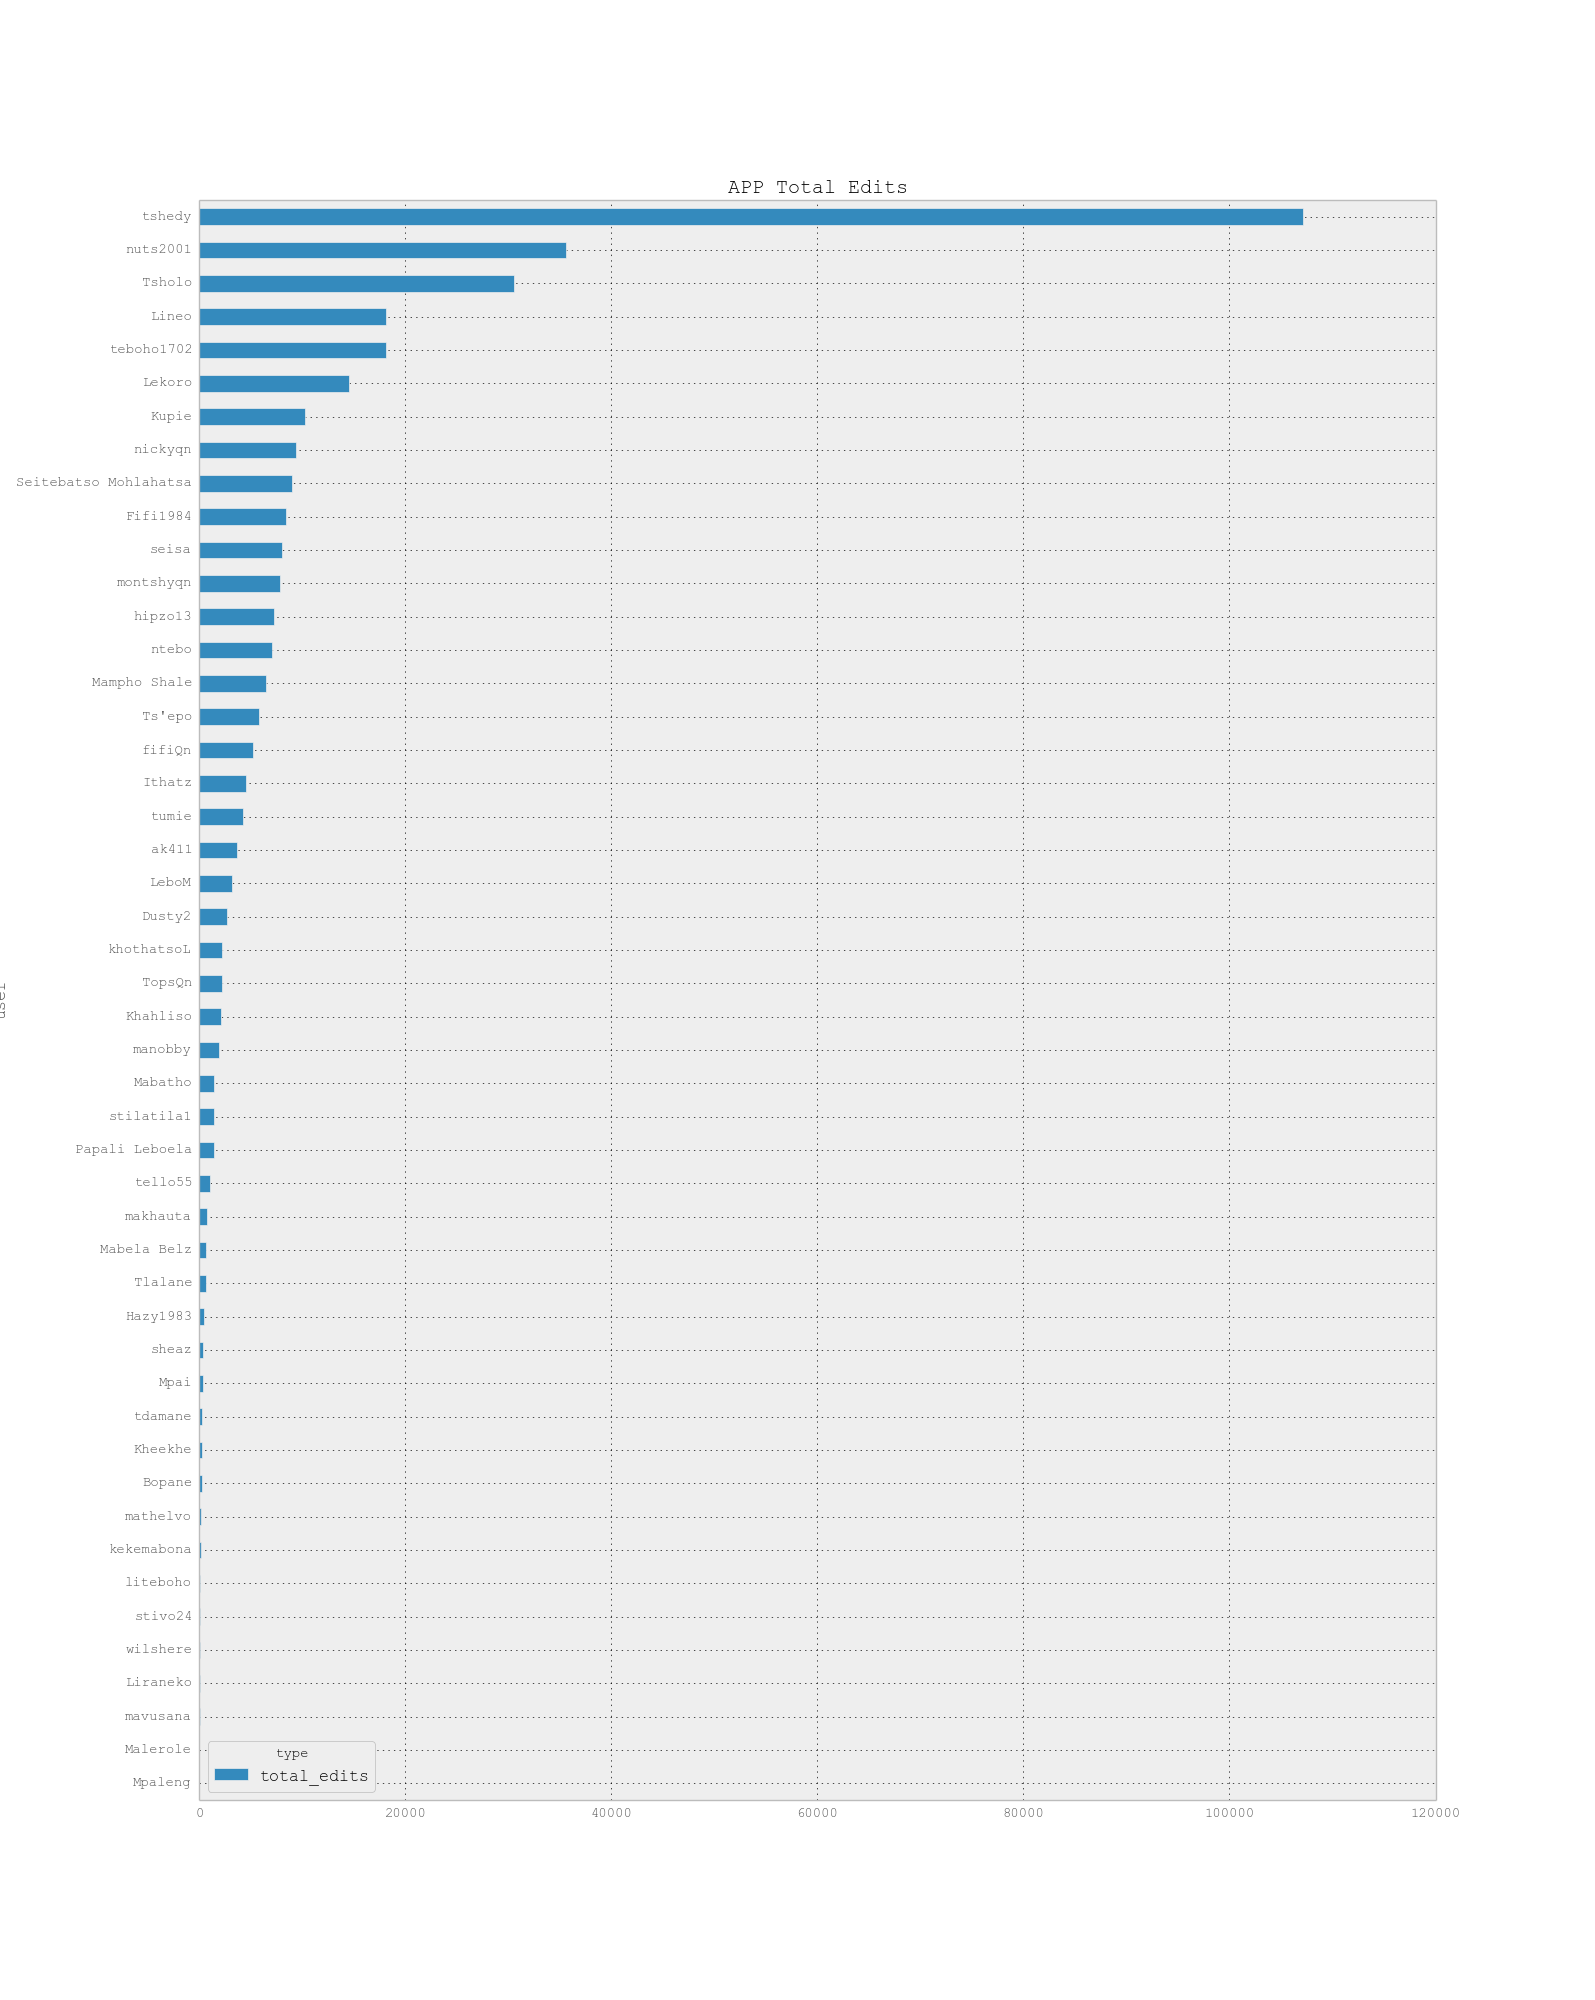 APP Total Edits
tshedy
nuts2001
Tsholo
Lineo
teboho1702
Lekoro
Kupie
nickyqn
Seitebatso Mohlahatsa
Fifi1984
seisa
montshyqn
hipzo13
ntebo
Mampho Shale
Ts'epo
fifiQn
Ithatz
tumie
ak411
LeboM
Dusty2
khothatsoL
TopsQn
Khahliso
manobby
Mabatho
stilatila1
Papali Leboela
tello55
makhauta
Mabela Belz
Tlalane
Hazy1983
sheaz
Mpai
tdamane
Kheekhe
Bopane
mathelvo
kekemabona
liteboho
stivo24
wilshere
Liraneko
mavusana
Malerole
Mpaleng
user
type
total_edits
0 20000 40000 60000 80000 100000 120000